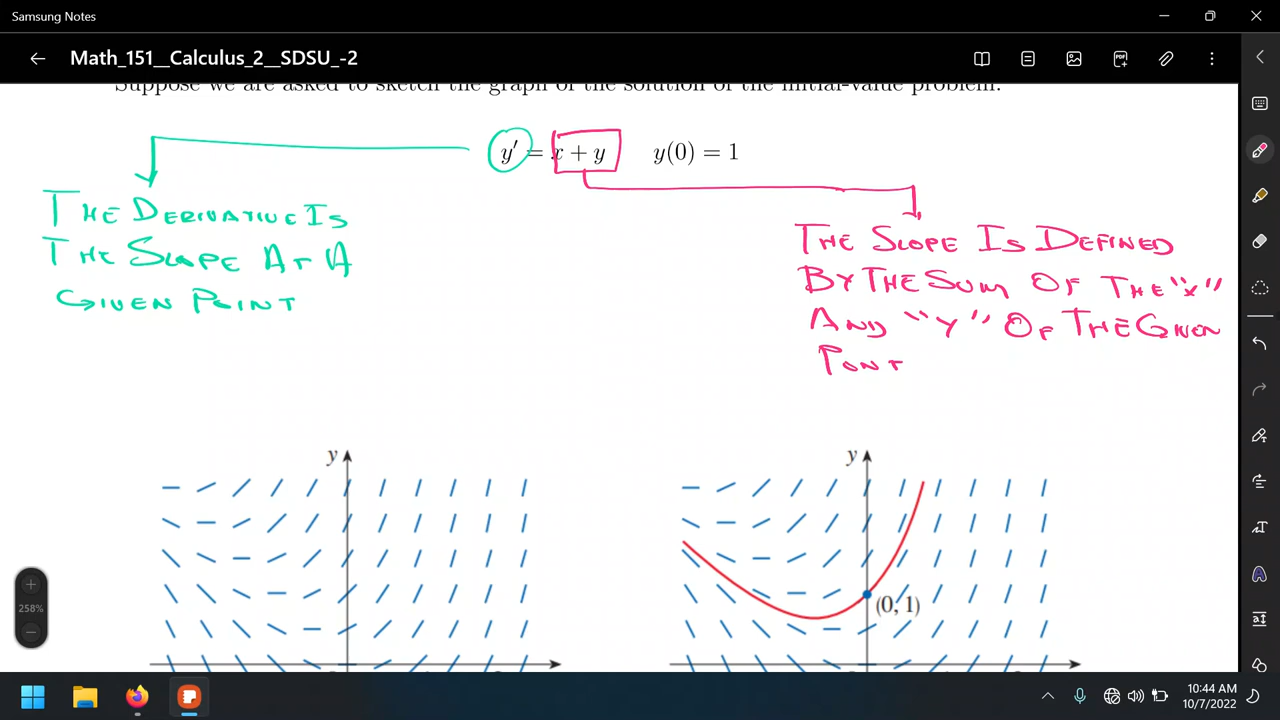 Samsung Notes
Math_151__Calculus_2__SDSU_-2
Suppose we are asked to sketch the graph of the solution of the initial-value problem:
y′ = x + y    y(0) = 1
THE DERIVATIVE IS
THE SLOPE AT A
GIVEN POINT
THE SLOPE IS DEFINED
BY THE SUM OF THE "X"
AND "Y" OF THE GIVEN
PONT
y
y
(0, 1)
258%
10:44 AM
10/7/2022